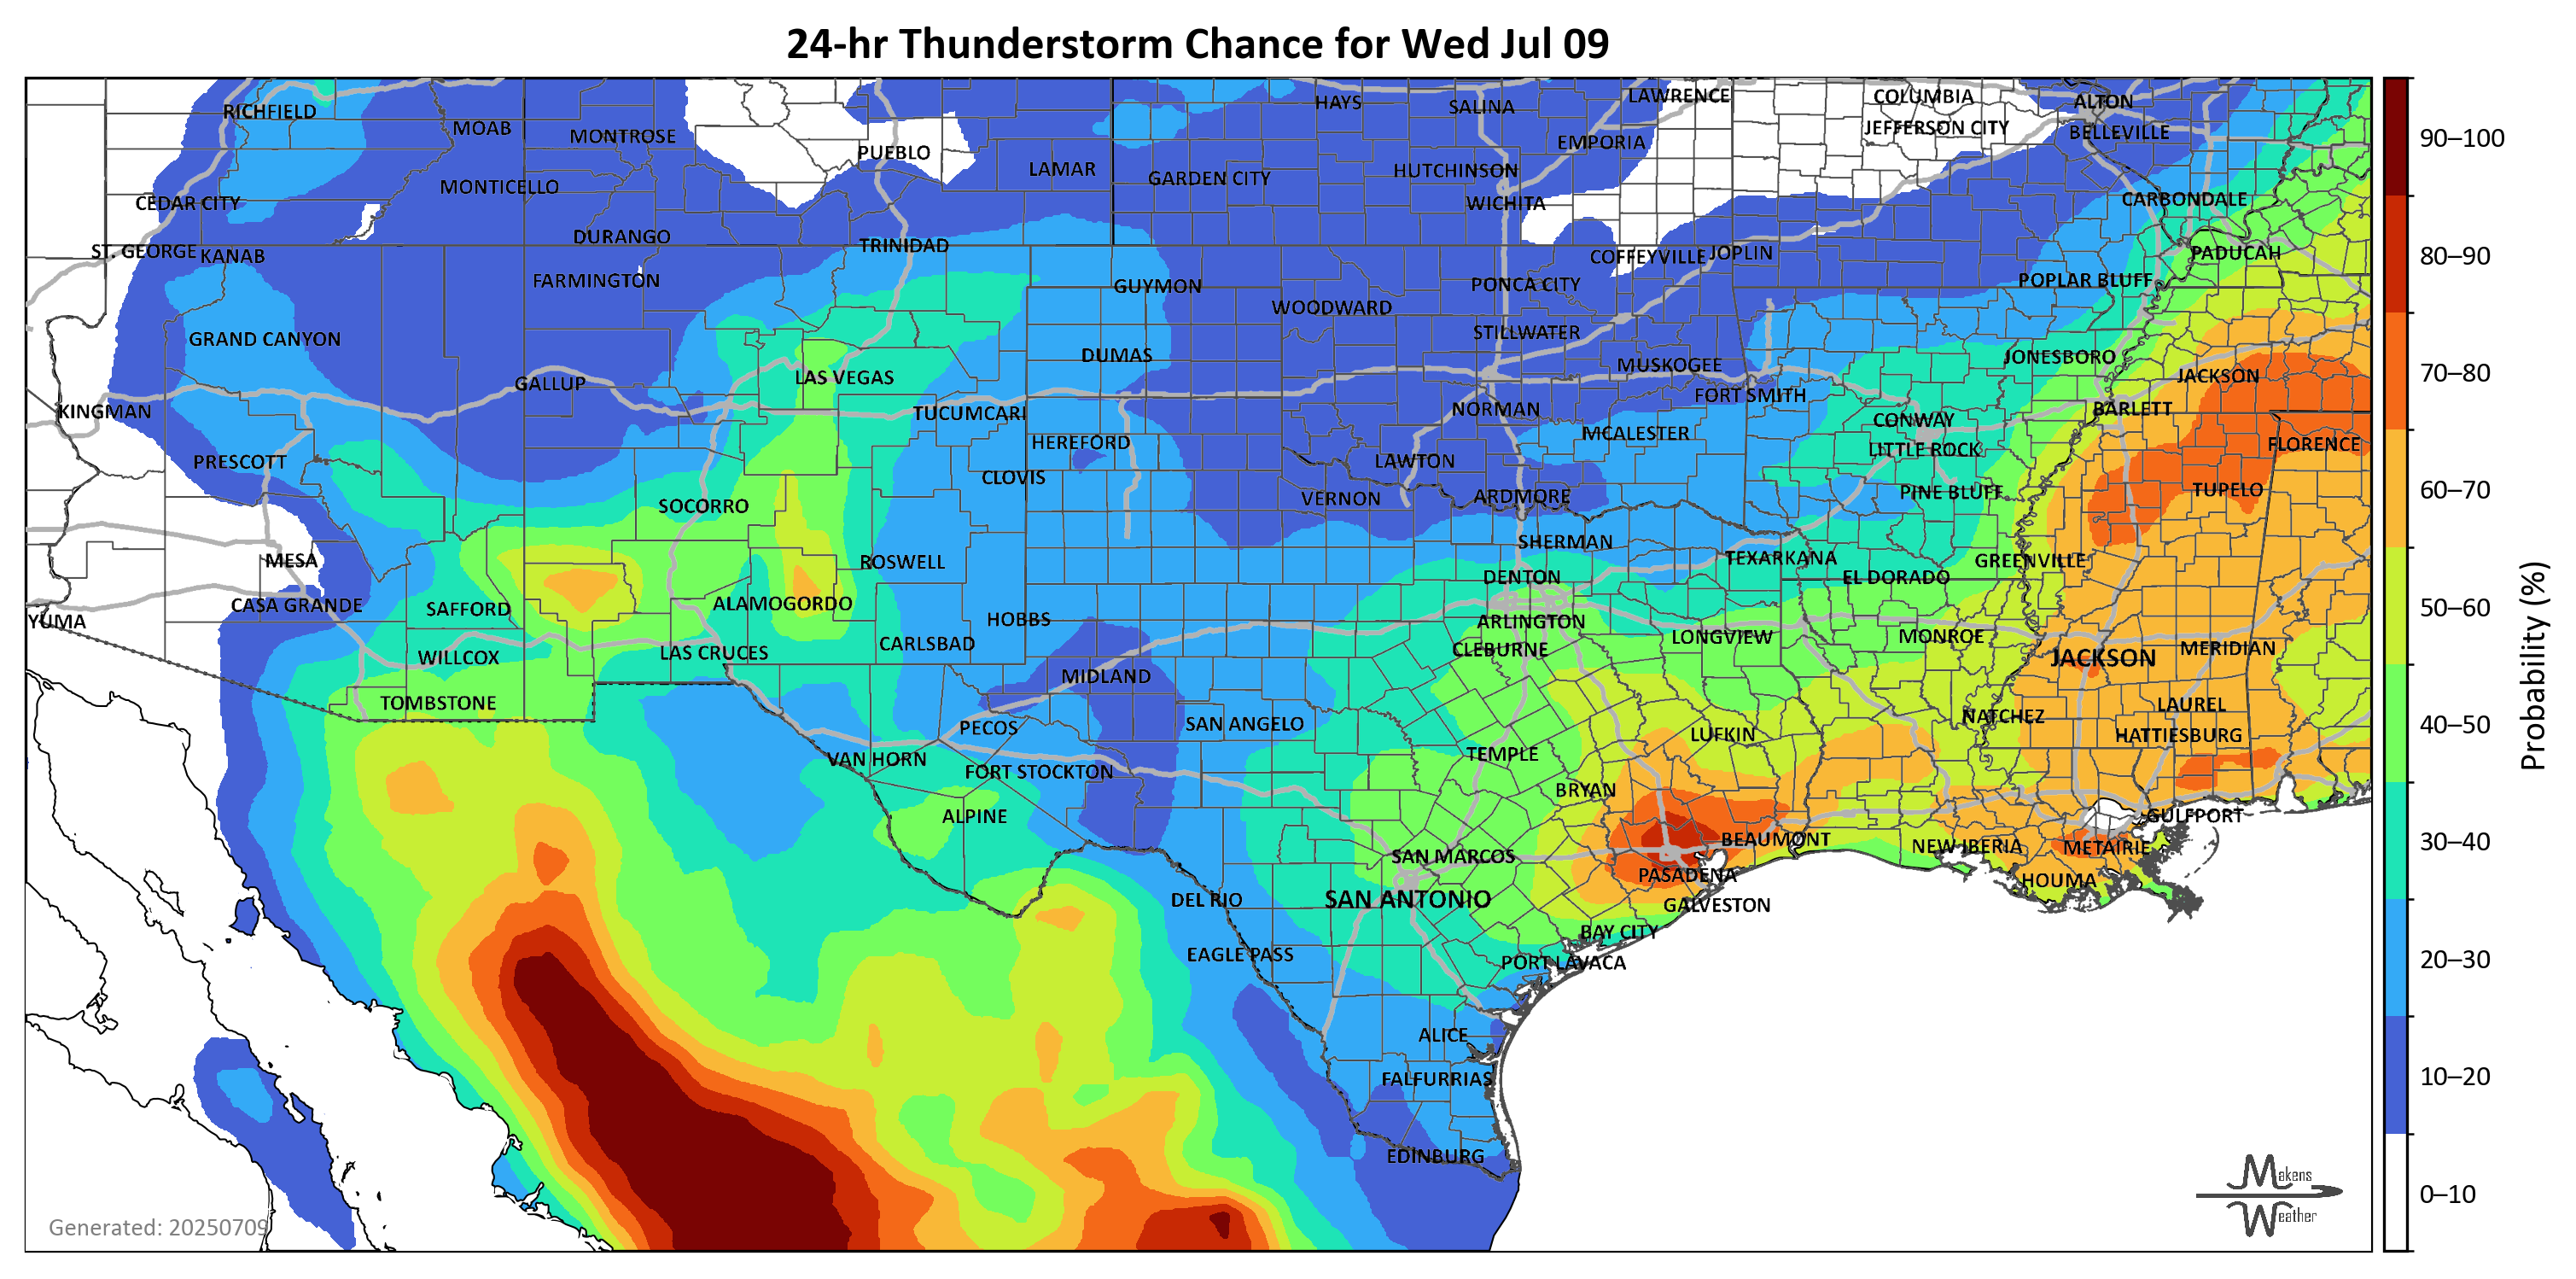 24-hr Thunderstorm Chance for Wed Jul 09
RICHFIELD
MOAB
MONTROSE
PUEBLO
LAMAR
HAYS
SALINA
LAWRENCE
COLUMBIA
ALTON
JEFFERSON CITY
BELLEVILLE
EMPORIA
MONTICELLO
GARDEN CITY
HUTCHINSON
CEDAR CITY
WICHITA
CARBONDALE
DURANGO
TRINIDAD
ST. GEORGE
KANAB
COFFEYVILLE
JOPLIN
PADUCAH
FARMINGTON
GUYMON
PONCA CITY
POPLAR BLUFF
WOODWARD
GRAND CANYON
STILLWATER
DUMAS
JONESBORO
MUSKOGEE
LAS VEGAS
JACKSON
GALLUP
FORT SMITH
KINGMAN
TUCUMCARI
NORMAN
BARLETT
CONWAY
MCALESTER
HEREFORD
FLORENCE
LITTLE ROCK
PRESCOTT
LAWTON
CLOVIS
TUPELO
SOCORRO
VERNON
ARDMORE
PINE BLUFF
SHERMAN
MESA
ROSWELL
TEXARKANA
GREENVILLE
DENTON
EL DORADO
CASA GRANDE
SAFFORD
ALAMOGORDO
YUMA
HOBBS
ARLINGTON
LONGVIEW
MONROE
CARLSBAD
CLEBURNE
WILLCOX
LAS CRUCES
JACKSON
MERIDIAN
MIDLAND
TOMBSTONE
LAUREL
NATCHEZ
PECOS
SAN ANGELO
LUFKIN
HATTIESBURG
TEMPLE
VAN HORN
FORT STOCKTON
BRYAN
ALPINE
GULFPORT
BEAUMONT
NEW IBERIA
METAIRIE
SAN MARCOS
PASADENA
HOUMA
DEL RIO
SAN ANTONIO
GALVESTON
BAY CITY
EAGLE PASS
PORT LAVACA
ALICE
FALFURRIAS
EDINBURG
Generated: 20250709
Makens
Weather
90–100
80–90
70–80
60–70
50–60
40–50
30–40
20–30
10–20
0–10
Probability (%)